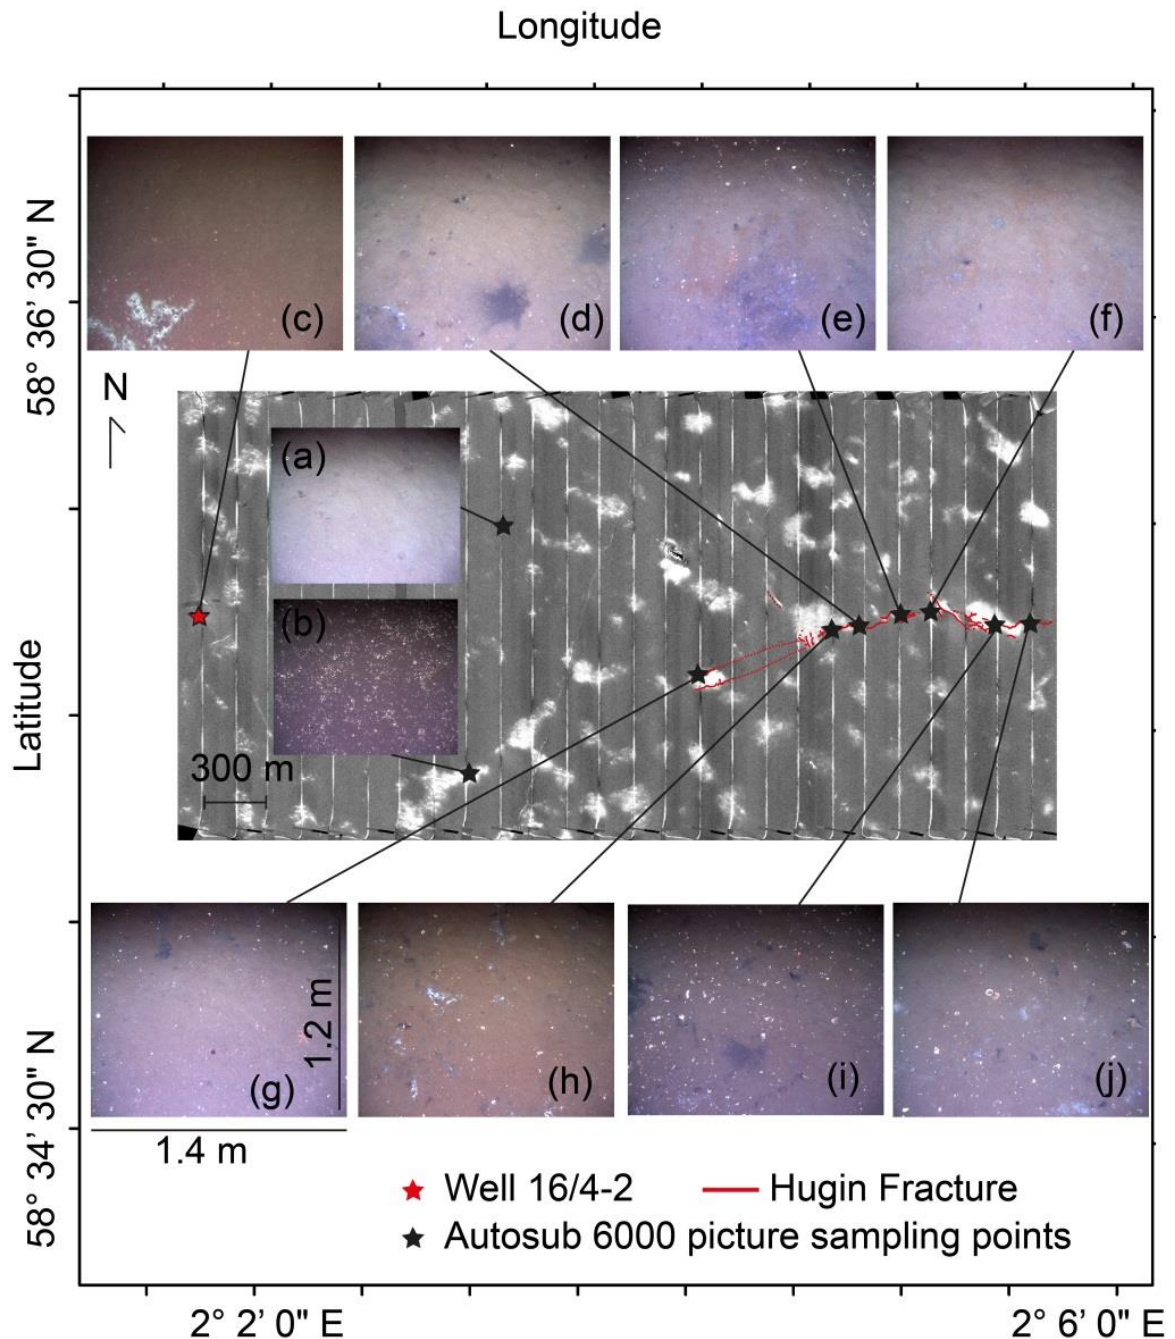 Longitude
58° 36' 30" N
Latitude
58° 34' 30" N
(c)
(d)
(e)
(f)
N
(a)
(b)
300 m
(g)
1.2 m
(h)
(i)
(j)
1.4 m
Well 16/4-2
Hugin Fracture
Autosub 6000 picture sampling points
2° 2' 0" E
2° 6' 0" E